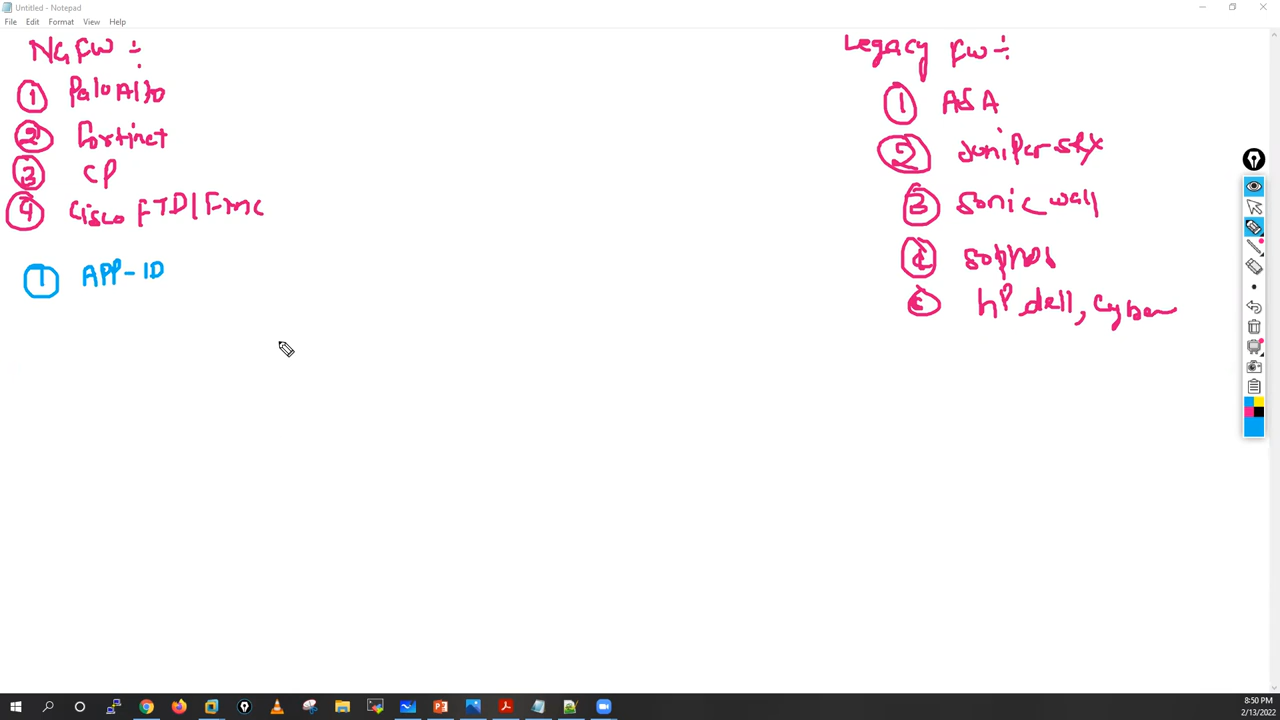 Untitled - Notepad
File Edit Format View Help
NGFW ÷
1 PaloAlto
2 Fortinet
3 CP
4 Cisco FTD/FMC
1 APP-ID
Legacy FW ÷
1 ASA
2 Juniper SRX
3 Sonic wall
Sophos
hP, dell, Cyber
8:50 PM
2/13/2022